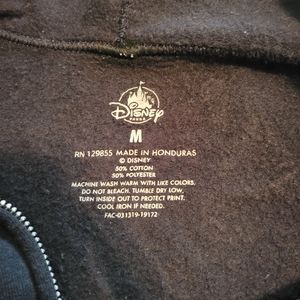 Disney
PARKS
M
RN 129855 MADE IN HONDURAS
© DISNEY
50% COTTON
50% POLYESTER
MACHINE WASH WARM WITH LIKE COLORS.
DO NOT BLEACH. TUMBLE DRY LOW.
TURN INSIDE OUT TO PROTECT PRINT.
COOL IRON IF NEEDED.
FAC-031319-19172